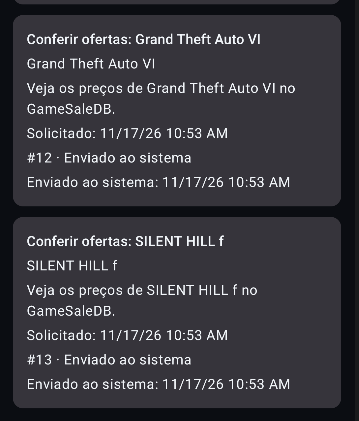 Conferir ofertas: Grand Theft Auto VI
Grand Theft Auto VI
Veja os preços de Grand Theft Auto VI no
GameSaleDB.
Solicitado: 11/17/26 10:53 AM
#12 · Enviado ao sistema
Enviado ao sistema: 11/17/26 10:53 AM
Conferir ofertas: SILENT HILL f
SILENT HILL f
Veja os preços de SILENT HILL f no
GameSaleDB.
Solicitado: 11/17/26 10:53 AM
#13 · Enviado ao sistema
Enviado ao sistema: 11/17/26 10:53 AM